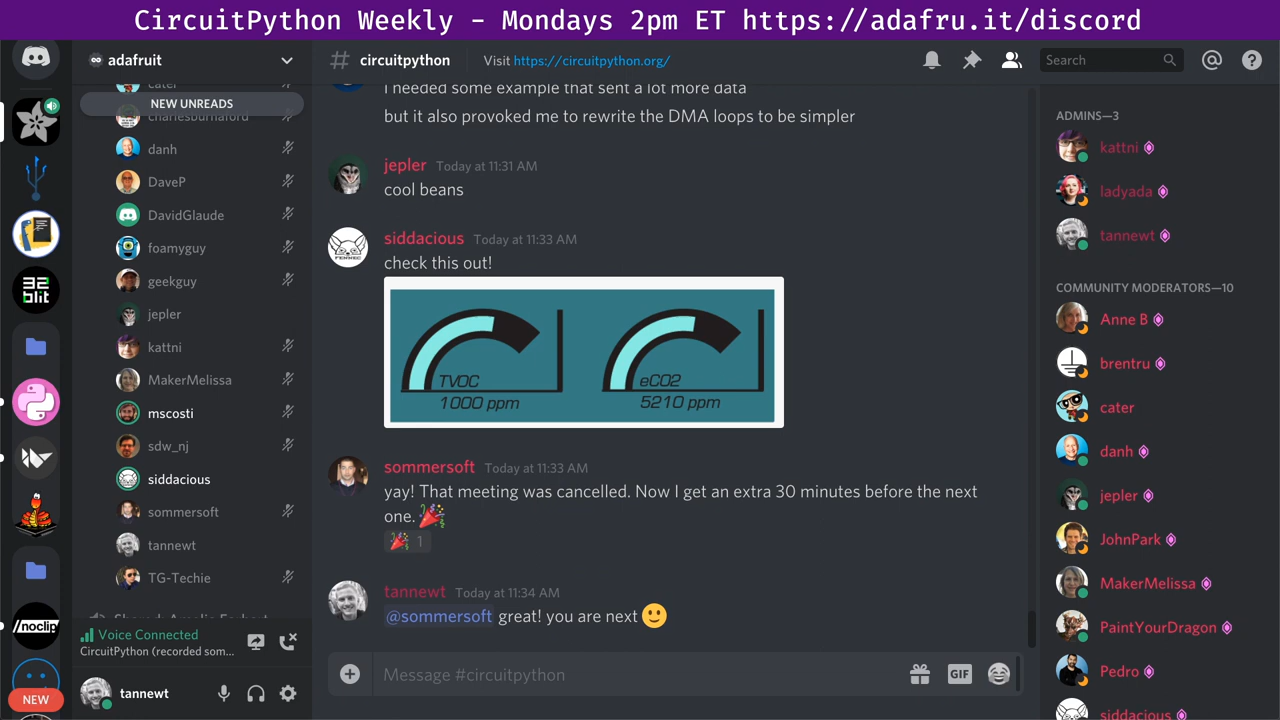 CircuitPython Weekly - Mondays 2pm ET https://adafru.it/discord
adafruit
# circuitpython
Visit https://circuitpython.org/
Search
cater
NEW UNREADS
charlesburnaford
danh
DaveP
DavidGlaude
foamyguy
geekguy
jepler
kattni
MakerMelissa
mscosti
sdw_nj
siddacious
sommersoft
tannewt
TG-Techie
Voice Connected
CircuitPython (recorded som...
tannewt
NEW
32
blit
/noclip
I needed some example that sent a lot more data
but it also provoked me to rewrite the DMA loops to be simpler
jepler Today at 11:31 AM
cool beans
siddacious Today at 11:33 AM
check this out!
TVOC
1000 ppm
eCO2
5210 ppm
sommersoft Today at 11:33 AM
yay! That meeting was cancelled. Now I get an extra 30 minutes before the next
one. 🎉
🎉 1
tannewt Today at 11:34 AM
@sommersoft great! you are next 🙂
Message #circuitpython
GIF
ADMINS—3
kattni
ladyada
tannewt
COMMUNITY MODERATORS—10
Anne B
brentru
cater
danh
jepler
JohnPark
MakerMelissa
PaintYourDragon
Pedro
siddacious